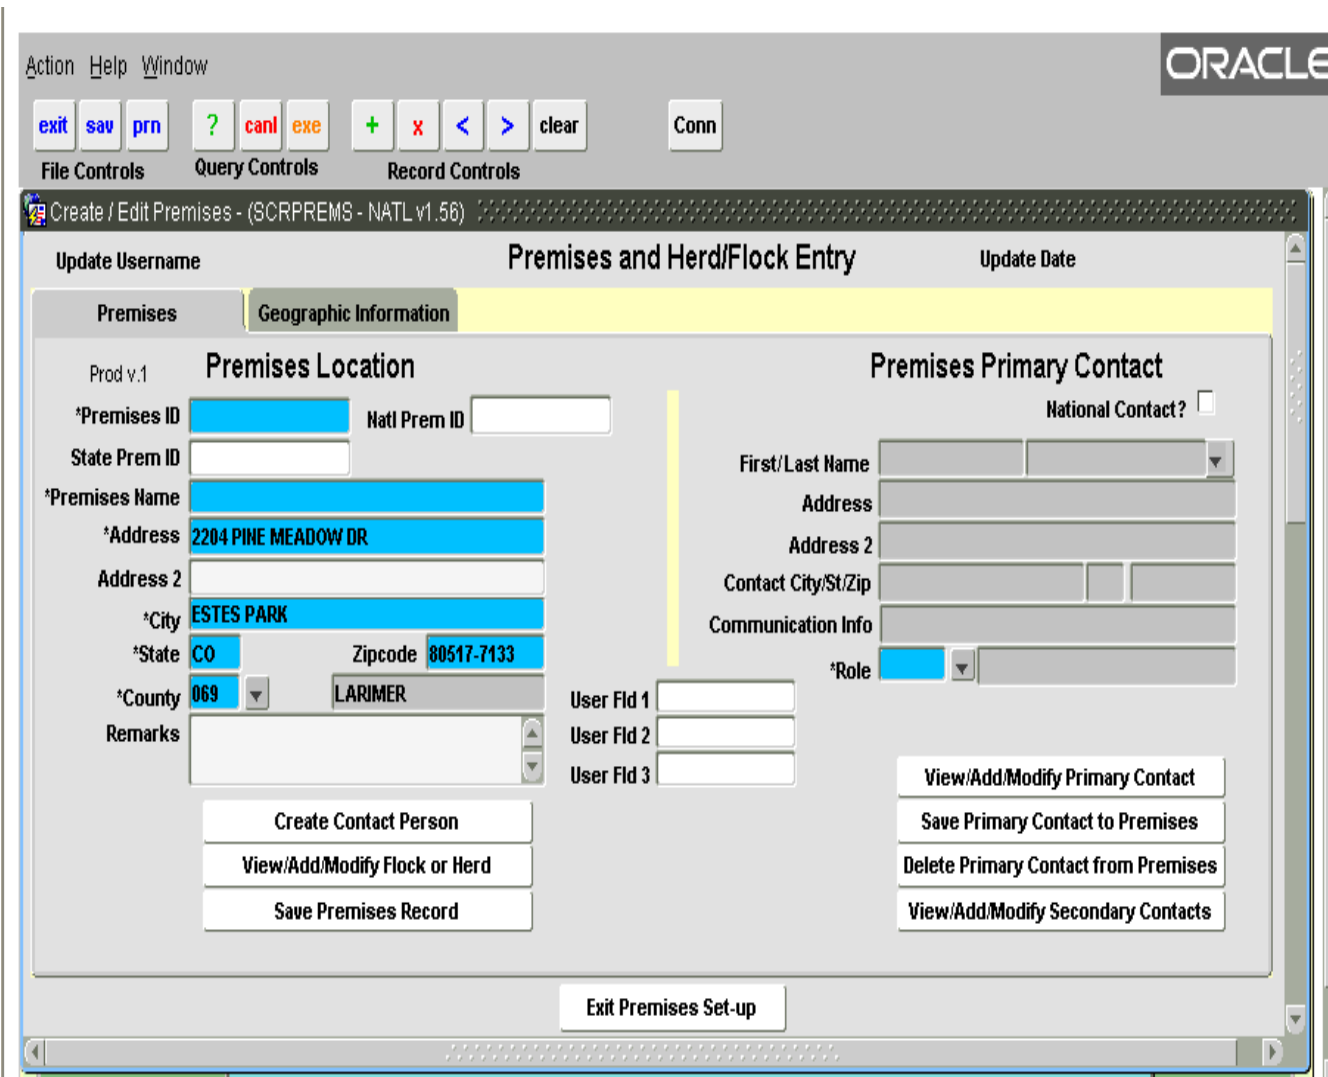 Action Help Window
ORACLE
exit sav prn ? canl exe + x < > clear Conn
File Controls Query Controls Record Controls
Create / Edit Premises - (SCRPREMS - NATL v1.56)
Update Username Premises and Herd/Flock Entry Update Date
Premises Geographic Information
Prod v.1 Premises Location Premises Primary Contact
*Premises ID Natl Prem ID National Contact?
State Prem ID First/Last Name
*Premises Name Address
*Address 2204 PINE MEADOW DR Address 2
Address 2 Contact City/St/Zip
*City ESTES PARK Communication Info
*State CO Zipcode 80517-7133 *Role
*County 069 LARIMER User Fld 1
Remarks User Fld 2
User Fld 3 View/Add/Modify Primary Contact
Create Contact Person Save Primary Contact to Premises
View/Add/Modify Flock or Herd Delete Primary Contact from Premises
Save Premises Record View/Add/Modify Secondary Contacts
Exit Premises Set-up